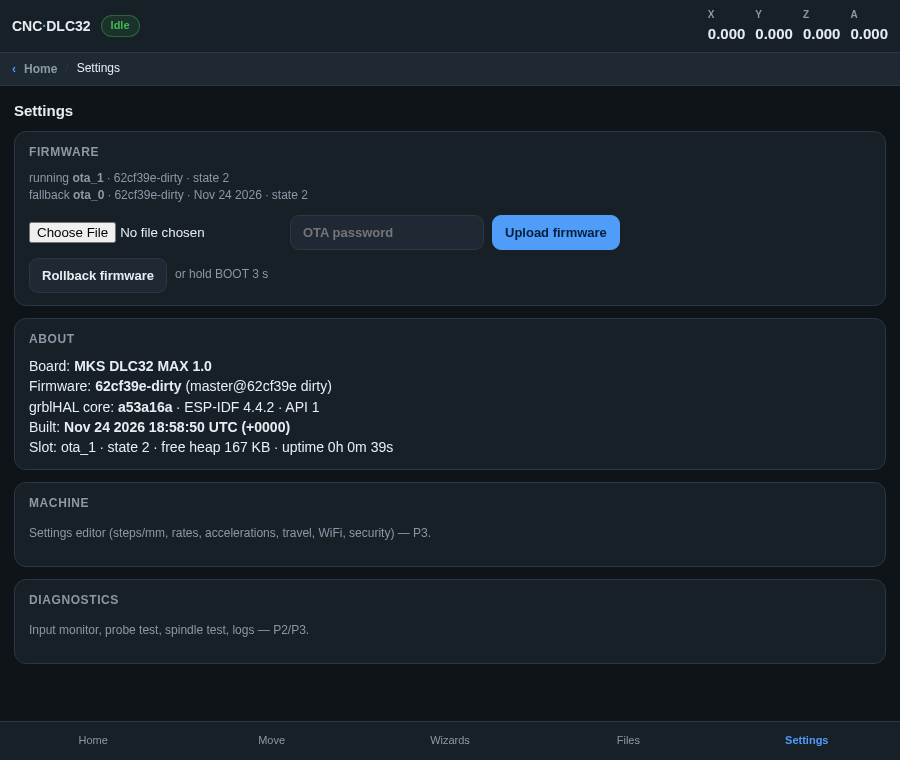 CNC·DLC32 Idle
X Y Z A
0.000 0.000 0.000 0.000
‹ Home / Settings
Settings
FIRMWARE
running ota_1 · 62cf39e-dirty · state 2
fallback ota_0 · 62cf39e-dirty · Nov 24 2026 · state 2
Choose File No file chosen OTA password Upload firmware
Rollback firmware or hold BOOT 3 s
ABOUT
Board: MKS DLC32 MAX 1.0
Firmware: 62cf39e-dirty (master@62cf39e dirty)
grblHAL core: a53a16a · ESP-IDF 4.4.2 · API 1
Built: Nov 24 2026 18:58:50 UTC (+0000)
Slot: ota_1 · state 2 · free heap 167 KB · uptime 0h 0m 39s
MACHINE
Settings editor (steps/mm, rates, accelerations, travel, WiFi, security) — P3.
DIAGNOSTICS
Input monitor, probe test, spindle test, logs — P2/P3.
Home Move Wizards Files Settings